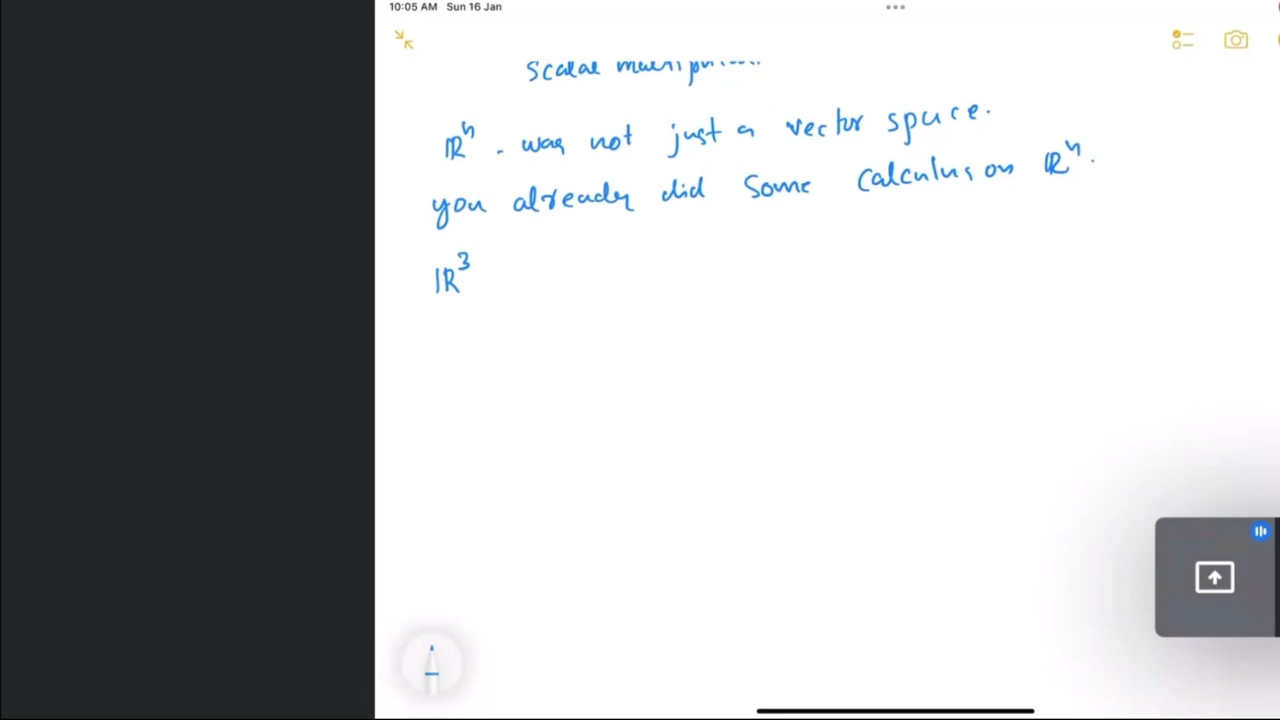 10:05 AM Sun 16 Jan
scalar
ℝⁿ - was not just a vector space.
you already did some calculus on ℝⁿ.
ℝ³